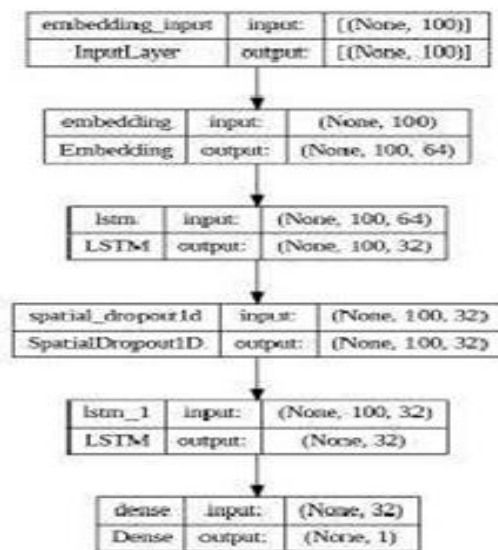 embedding_input input: [(None, 100)]
InputLayer output: [(None, 100)]
embedding input: (None, 100)
Embedding output: (None, 100, 64)
lstm input: (None, 100, 64)
LSTM output: (None, 100, 32)
spatial_dropout1d input: (None, 100, 32)
SpatialDropout1D output: (None, 100, 32)
lstm_1 input: (None, 100, 32)
LSTM output: (None, 32)
dense input: (None, 32)
Dense output: (None, 1)